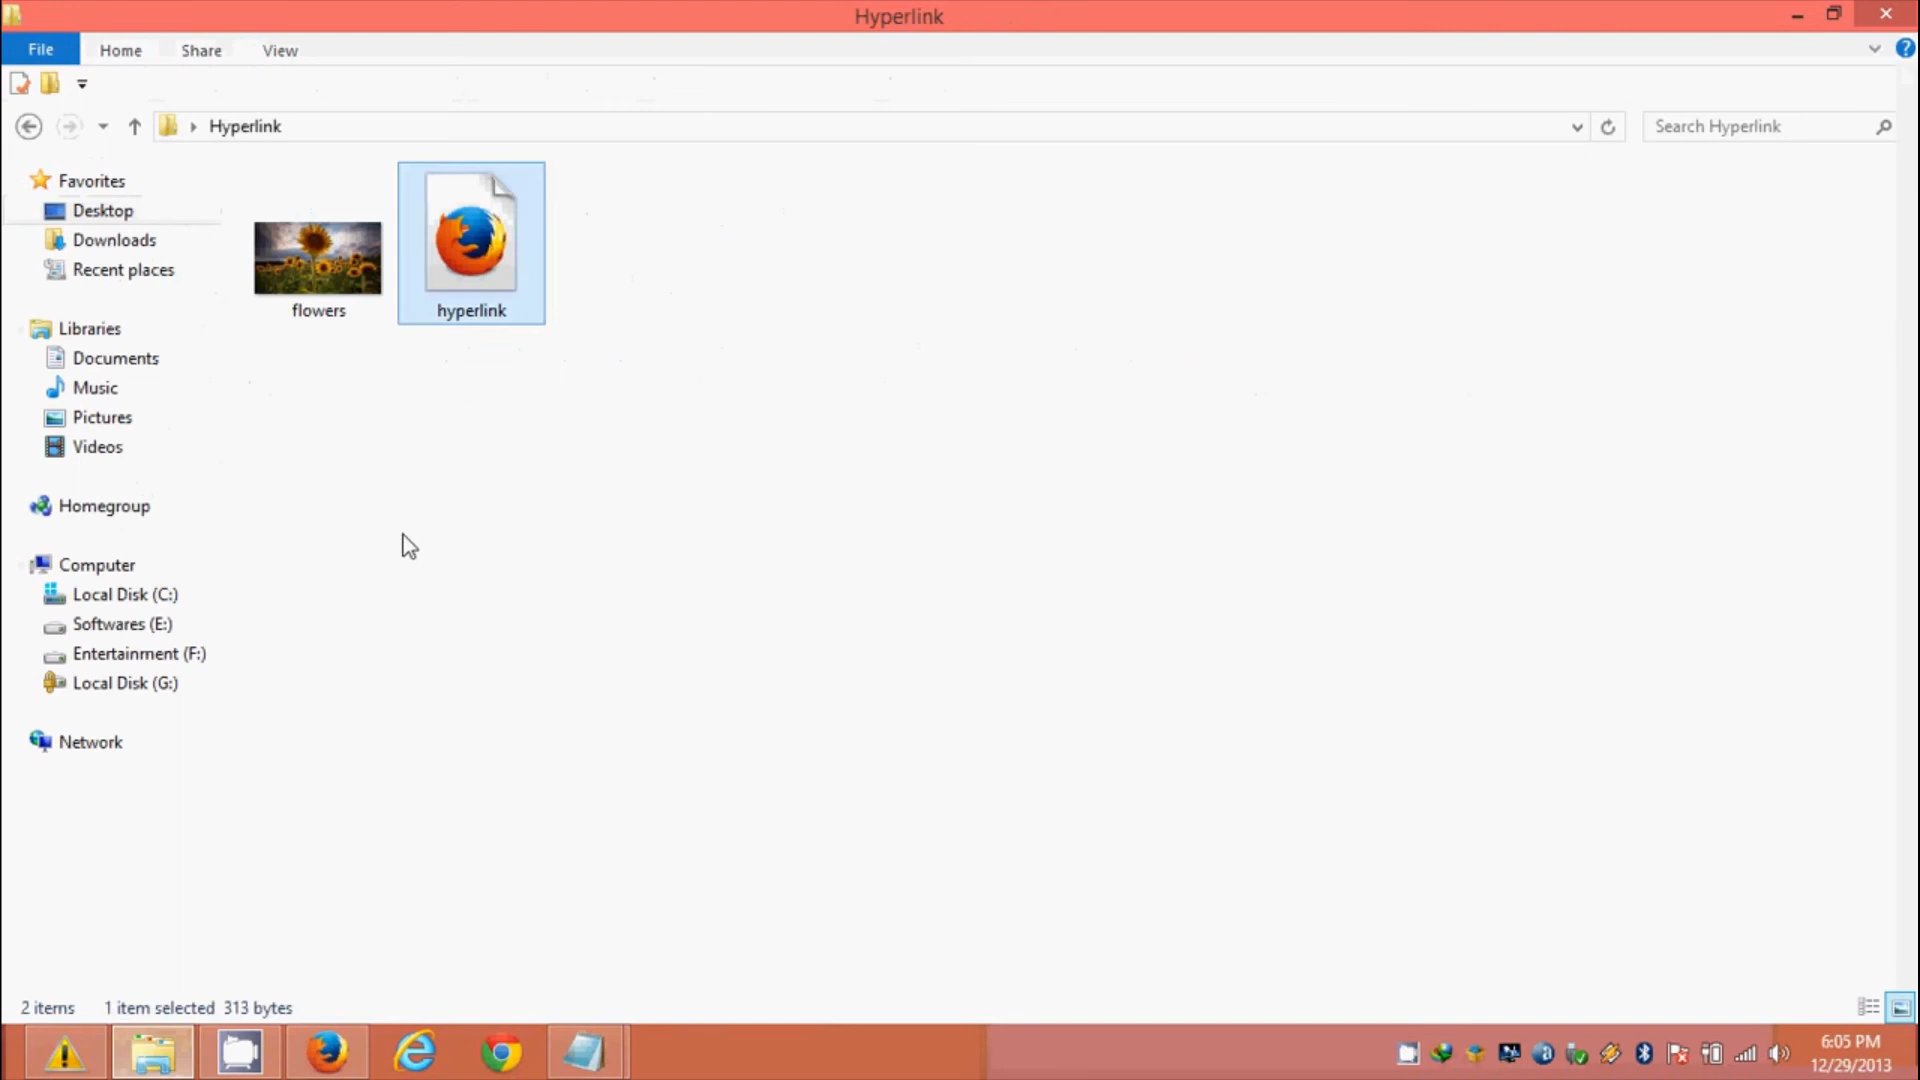 Hyperlink
File
Home
Share
View
Hyperlink
Search Hyperlink
Favorites
Desktop
Downloads
Recent places
Libraries
Documents
Music
Pictures
Videos
Homegroup
Computer
Local Disk (C:)
Softwares (E:)
Entertainment (F:)
Local Disk (G:)
Network
flowers
hyperlink
2 items
1 item selected 313 bytes
6:05 PM
12/29/2013